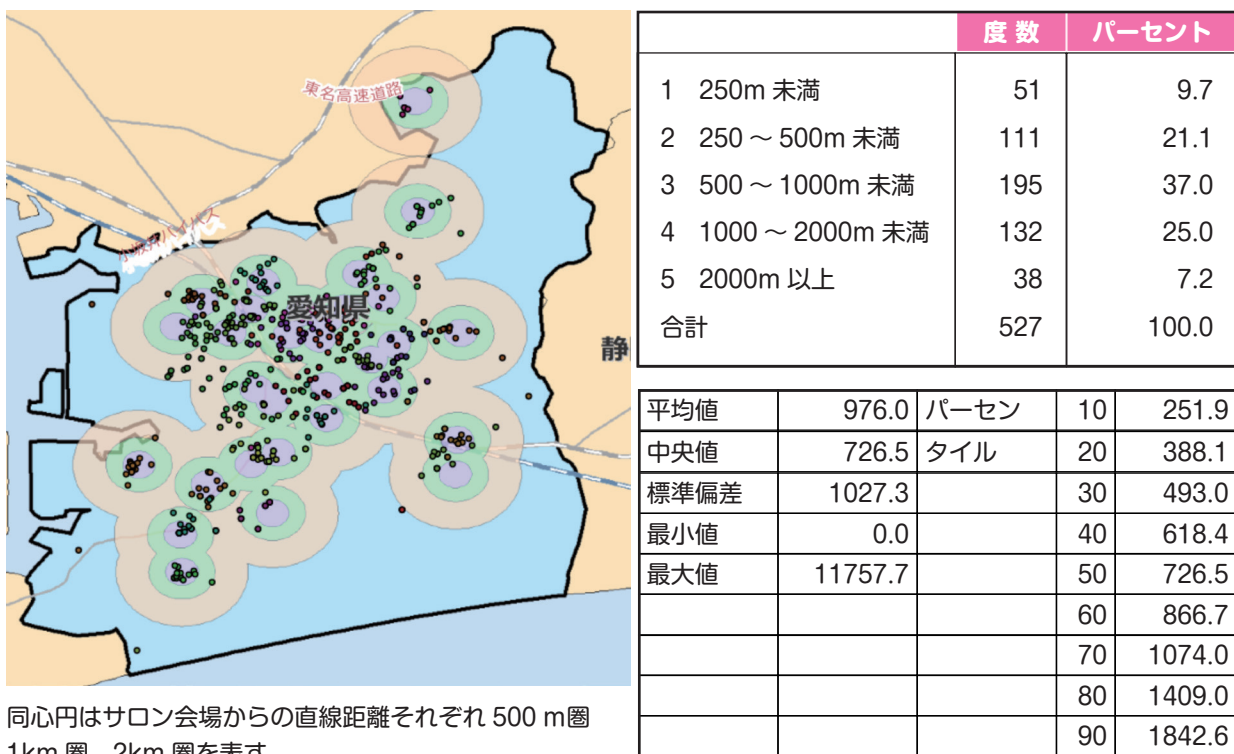 東名高速道路
愛知県
静
度 数 パーセント
1 250m 未満 51 9.7
2 250 ～ 500m 未満 111 21.1
3 500 ～ 1000m 未満 195 37.0
4 1000 ～ 2000m 未満 132 25.0
5 2000m 以上 38 7.2
合計 527 100.0
平均値 976.0 パーセン 10 251.9
中央値 726.5 タイル 20 388.1
標準偏差 1027.3 30 493.0
最小値 0.0 40 618.4
最大値 11757.7 50 726.5
60 866.7
70 1074.0
80 1409.0
90 1842.6
同心円はサロン会場からの直線距離それぞれ 500 m圏
1km 圏、2km 圏を表す